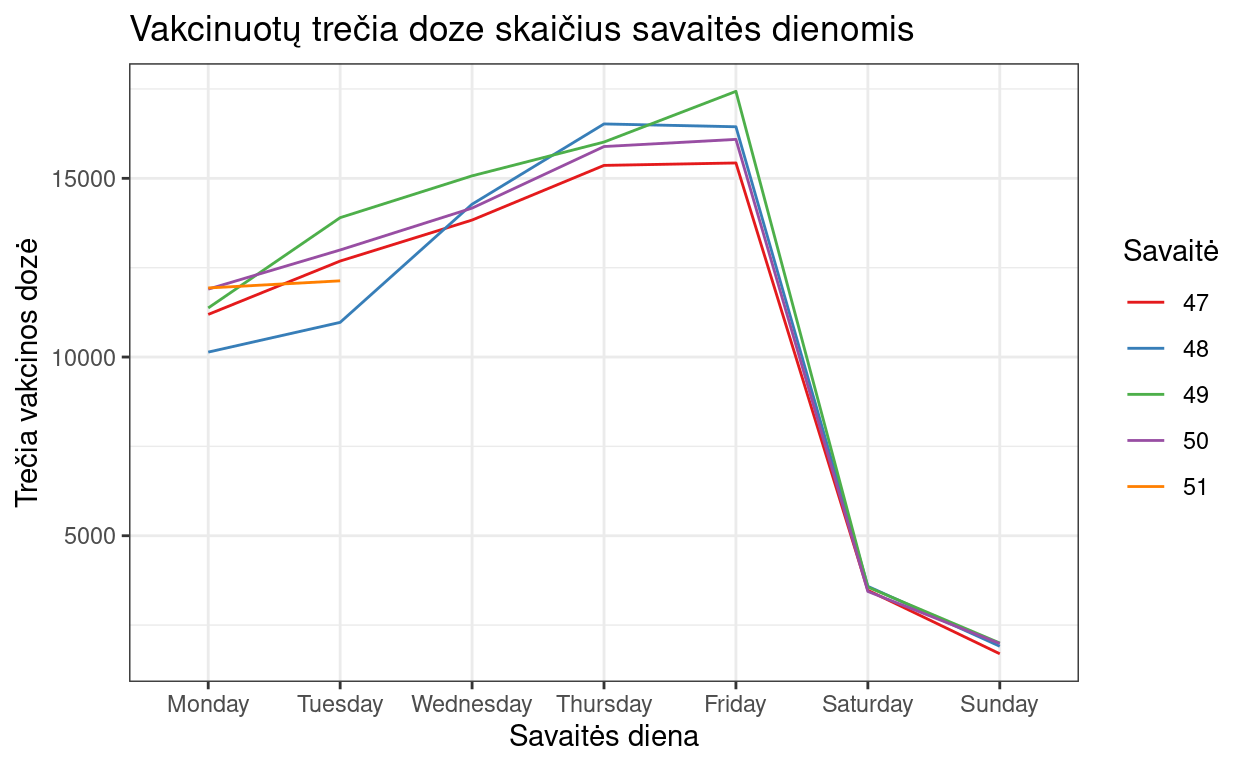 Vakcinuotų trečia doze skaičius savaitės dienomis
Trečia vakcinos dozė
15000
10000
5000
Monday Tuesday Wednesday Thursday Friday Saturday Sunday
Savaitės diena
Savaitė
47
48
49
50
51